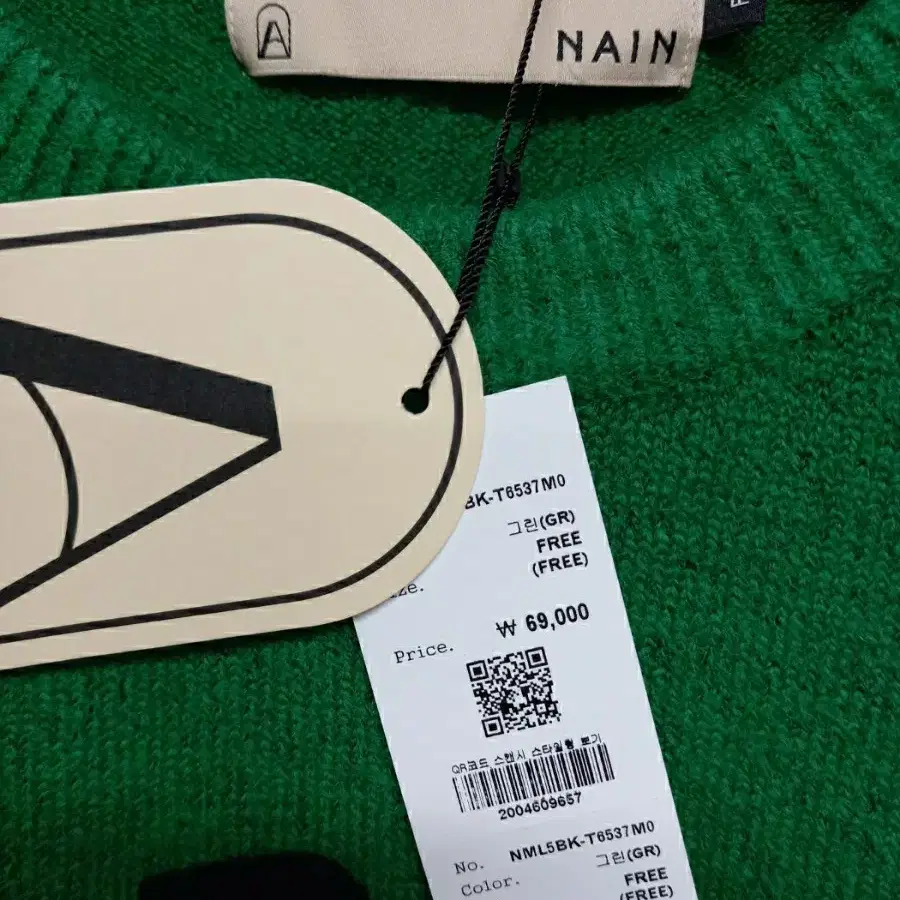 NAIN
BK-T6537M0
그린(GR)
FREE
(FREE)
ze.
Price. ₩ 69,000
QR코드 스캔시 스타일링 보기
2004609657
No. NML5BK-T6537M0
Color. 그린(GR)
FREE
(FREE)